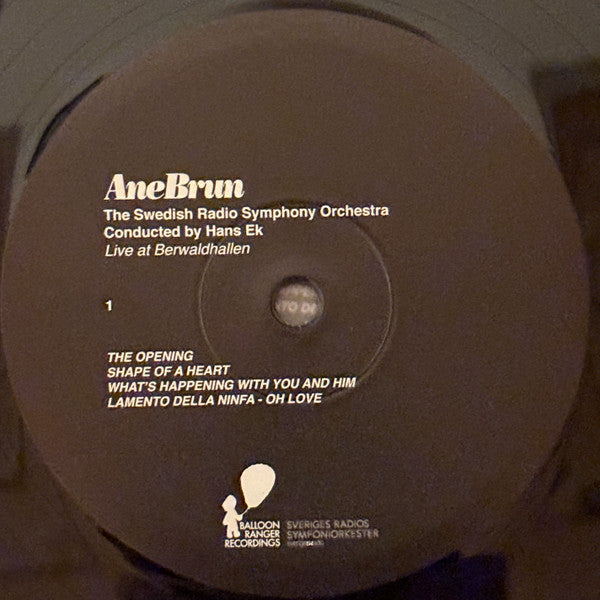 AneBrun
The Swedish Radio Symphony Orchestra
Conducted by Hans Ek
Live at Berwaldhallen
1
THE OPENING
SHAPE OF A HEART
WHAT'S HAPPENING WITH YOU AND HIM
LAMENTO DELLA NINFA - OH LOVE
BALLOON
RANGER
RECORDINGS
SVERIGES RADIOS
SYMFONIORKESTER